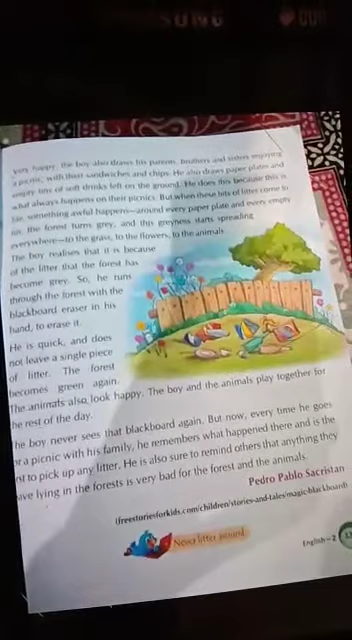 Very happy, the boy also draws his parents, brothers and sisters enjoying
a picnic, with their sandwiches and chips. He also draws paper plates and
empty tins of soft drinks left on the ground. He does this because this is
what always happens on their picnics. But when these bits of litter come to
life, something awful happens—around every paper plate and every empty
tin, the forest turns grey, and this greyness starts spreading
everywhere—to the grass, to the flowers, to the animals.
The boy realises that it is because
of the litter that the forest has
become grey. So, he runs
through the forest with the
blackboard eraser in his
hand, to erase it.
He is quick, and does
not leave a single piece
of litter. The forest
becomes green again.
The animals also look happy. The boy and the animals play together for
he rest of the day.
he boy never sees that blackboard again. But now, every time he goes
or a picnic with his family, he remembers what happened there and is the
st to pick up any litter. He is also sure to remind others that anything they
ave lying in the forests is very bad for the forest and the animals.
Pedro Pablo Sacristan
(freestoriesforkids.com/children/stories-and-tales/magic-blackboard)
Never litter around.
English–2